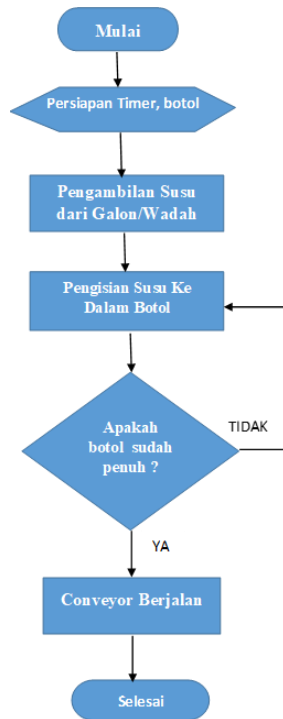 Mulai
Persiapan Timer, botol
Pengambilan Susu
dari Galon/Wadah
Pengisian Susu Ke
Dalam Botol
Apakah
botol sudah
penuh ?
TIDAK
YA
Conveyor Berjalan
Selesai